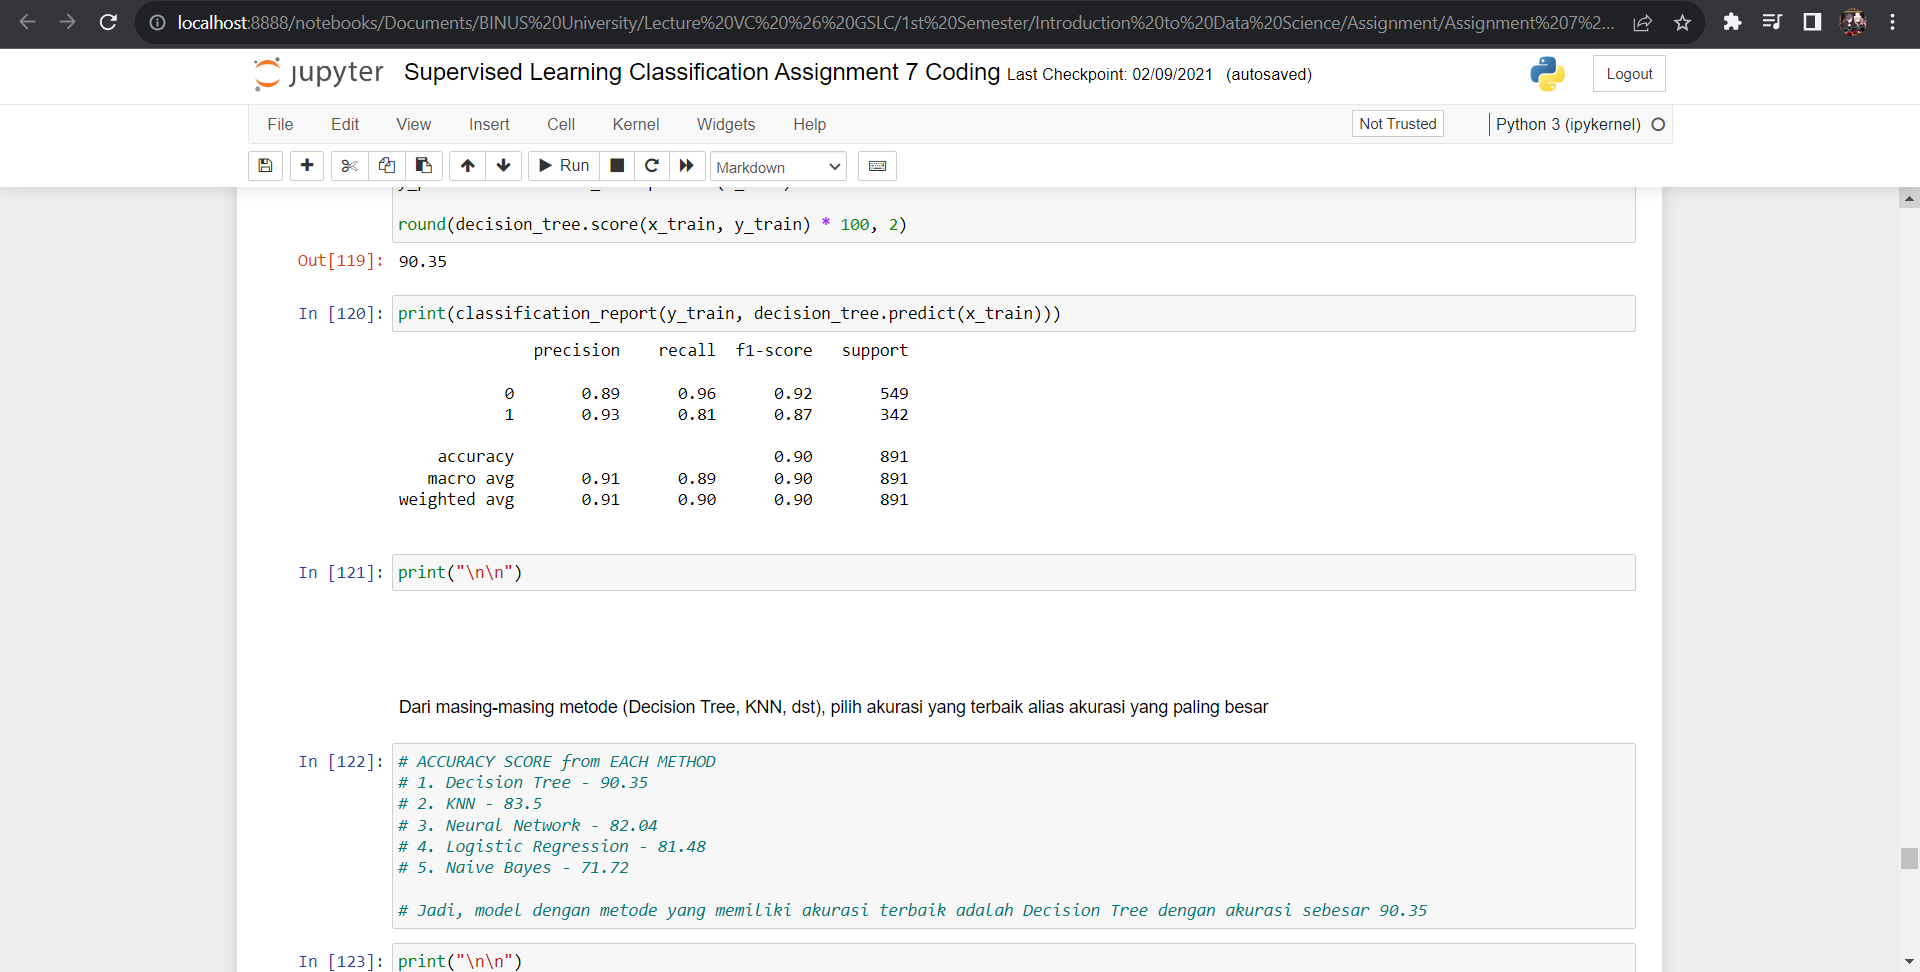 localhost:8888/notebooks/Documents/BINUS%20University/Lecture%20VC%20%26%20GSLC/1st%20Semester/Introduction%20to%20Data%20Science/Assignment/Assignment%207%2...
jupyter Supervised Learning Classification Assignment 7 Coding Last Checkpoint: 02/09/2021 (autosaved) Logout
File Edit View Insert Cell Kernel Widgets Help Not Trusted Python 3 (ipykernel)
Run Markdown
round(decision_tree.score(x_train, y_train) * 100, 2)
Out[119]: 90.35
In [120]: print(classification_report(y_train, decision_tree.predict(x_train)))
precision recall f1-score support
0 0.89 0.96 0.92 549
1 0.93 0.81 0.87 342
accuracy 0.90 891
macro avg 0.91 0.89 0.90 891
weighted avg 0.91 0.90 0.90 891
In [121]: print("\n\n")
Dari masing-masing metode (Decision Tree, KNN, dst), pilih akurasi yang terbaik alias akurasi yang paling besar
In [122]: # ACCURACY SCORE from EACH METHOD
# 1. Decision Tree - 90.35
# 2. KNN - 83.5
# 3. Neural Network - 82.04
# 4. Logistic Regression - 81.48
# 5. Naive Bayes - 71.72
# Jadi, model dengan metode yang memiliki akurasi terbaik adalah Decision Tree dengan akurasi sebesar 90.35
In [123]: print("\n\n")